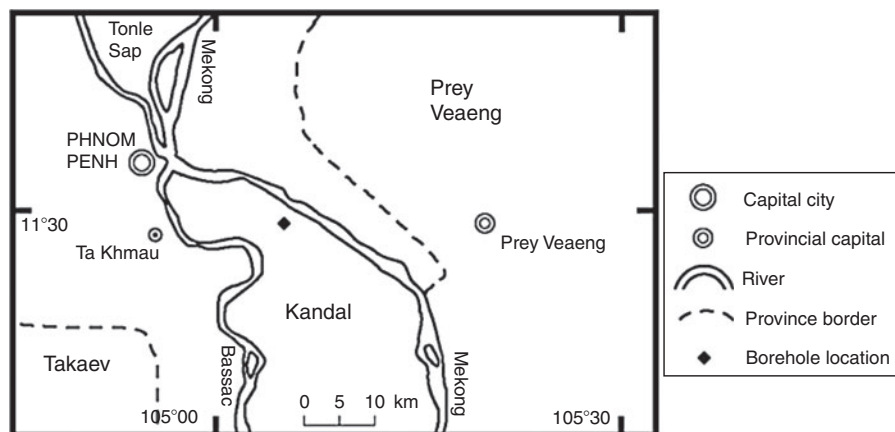 Tonle
Sap
Mekong
Prey
Veaeng
PHNOM
PENH
11°30
Ta Khmau
Prey Veaeng
Kandal
Takaev
Bassac
Mekong
0 5 10 km
105°00
105°30
Capital city
Provincial capital
River
Province border
Borehole location